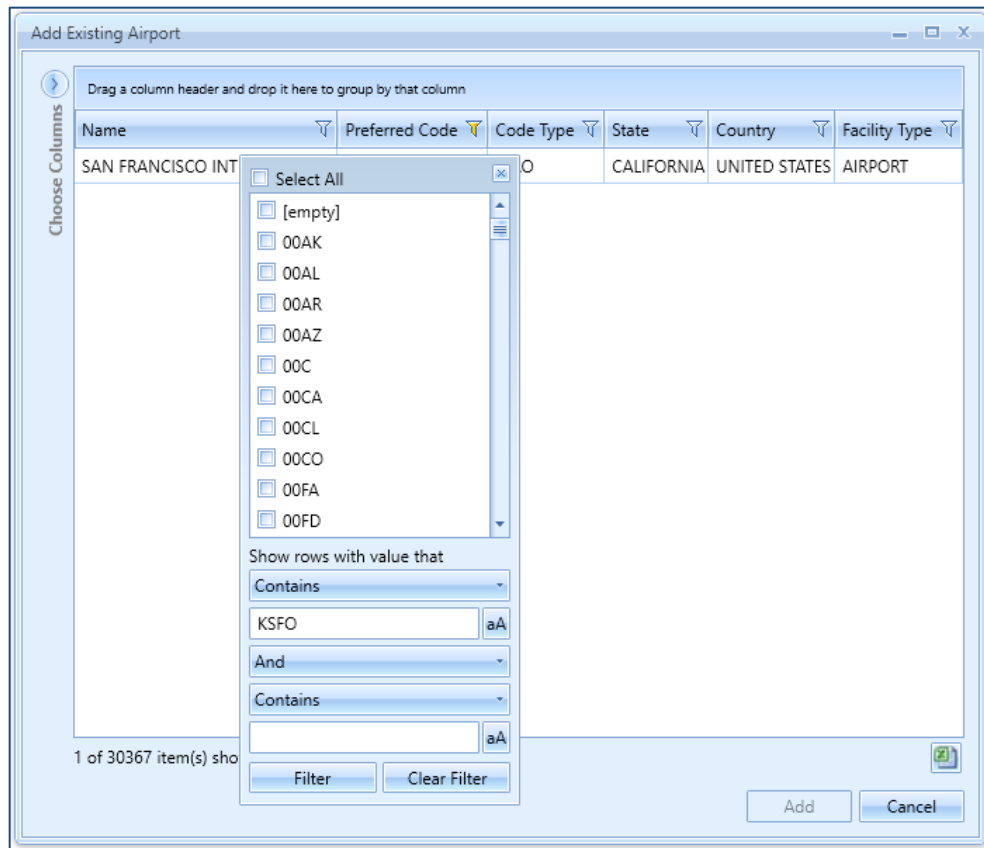 Add Existing Airport
Choose Columns
Drag a column header and drop it here to group by that column
Name Preferred Code Code Type State Country Facility Type
SAN FRANCISCO INT CALIFORNIA UNITED STATES AIRPORT
Select All
[empty]
00AK
00AL
00AR
00AZ
00C
00CA
00CL
00CO
00FA
00FD
Show rows with value that
Contains
KSFO aA
And
Contains
aA
Filter Clear Filter
1 of 30367 item(s) sho
Add Cancel